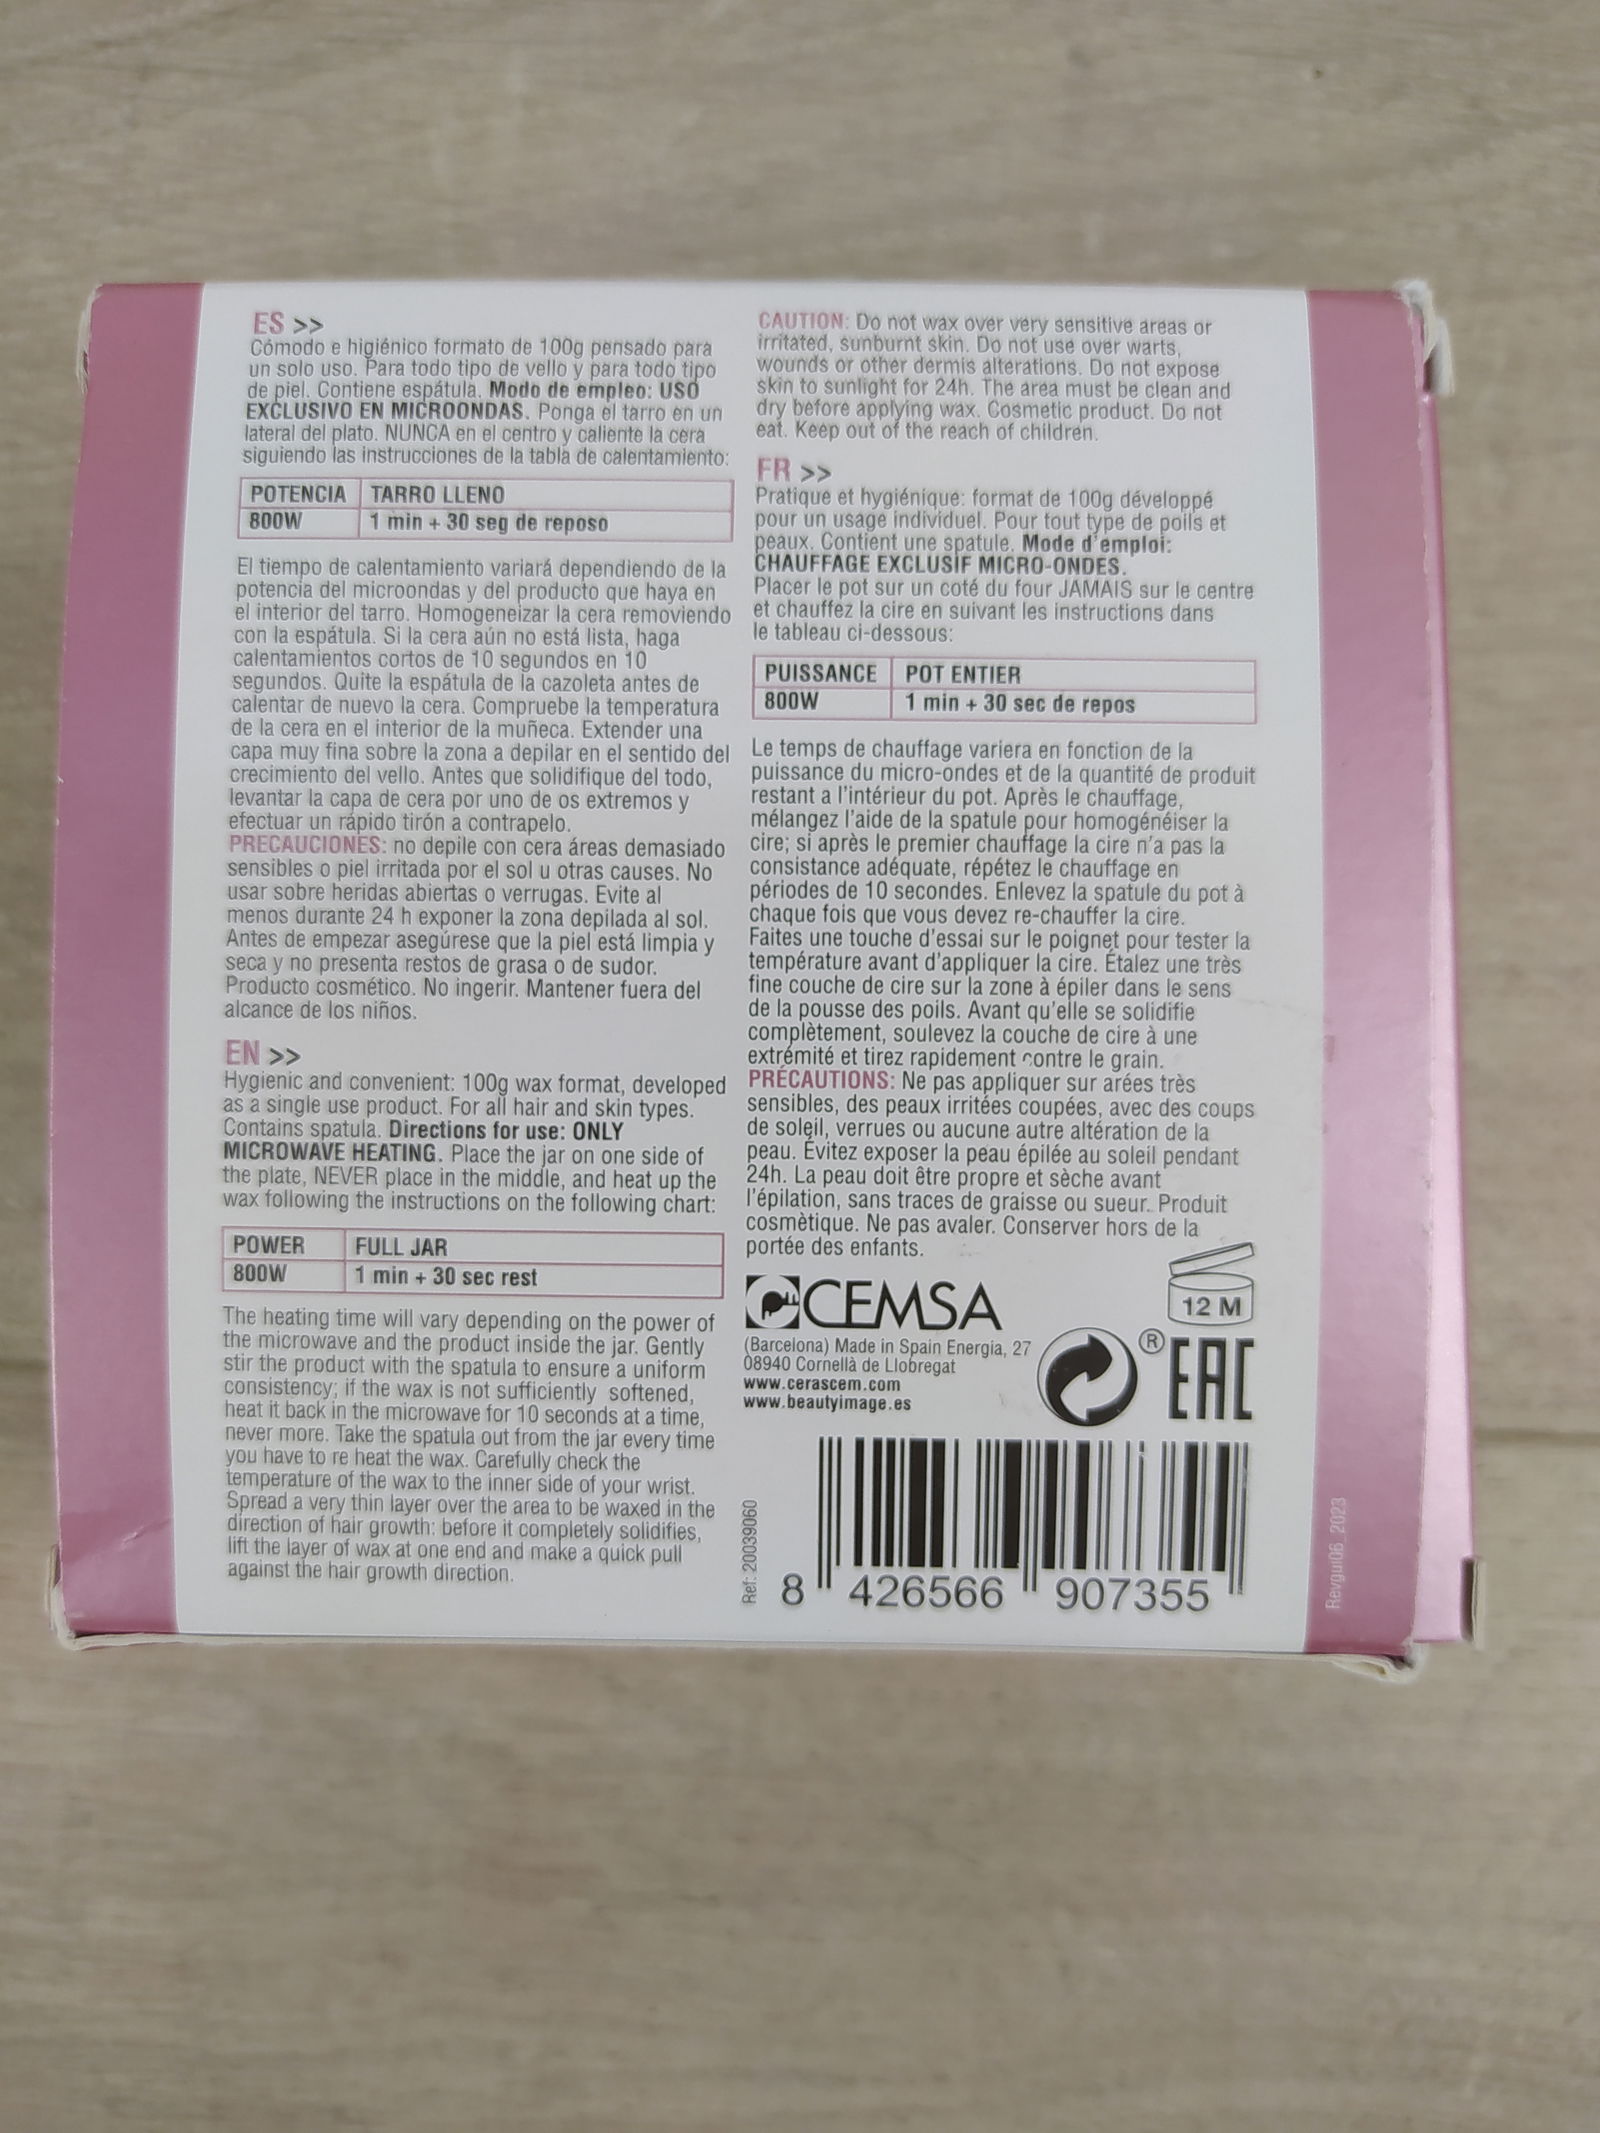 ES >>
Cómodo e higiénico formato de 100g pensado para
un solo uso. Para todo tipo de vello y para todo tipo
de piel. Contiene espátula. Modo de empleo: USO
EXCLUSIVO EN MICROONDAS. Ponga el tarro en un
lateral del plato. NUNCA en el centro y caliente la cera
siguiendo las instrucciones de la tabla de calentamiento:
POTENCIA TARRO LLENO
800W 1 min + 30 seg de reposo
El tiempo de calentamiento variará dependiendo de la
potencia del microondas y del producto que haya en
el interior del tarro. Homogeneizar la cera removiendo
con la espátula. Si la cera aún no está lista, haga
calentamientos cortos de 10 segundos en 10
segundos. Quite la espátula de la cazoleta antes de
calentar de nuevo la cera. Compruebe la temperatura
de la cera en el interior de la muñeca. Extender una
capa muy fina sobre la zona a depilar en el sentido del
crecimiento del vello. Antes que solidifique del todo,
levantar la capa de cera por uno de os extremos y
efectuar un rápido tirón a contrapelo.
PRECAUCIONES: no depile con cera áreas demasiado
sensibles o piel irritada por el sol u otras causas. No
usar sobre heridas abiertas o verrugas. Evite al
menos durante 24 h exponer la zona depilada al sol.
Antes de empezar asegúrese que la piel está limpia y
seca y no presenta restos de grasa o de sudor.
Producto cosmético. No ingerir. Mantener fuera del
alcance de los niños.
EN >>
Hygienic and convenient: 100g wax format, developed
as a single use product. For all hair and skin types.
Contains spatula. Directions for use: ONLY
MICROWAVE HEATING. Place the jar on one side of
the plate, NEVER place in the middle, and heat up the
wax following the instructions on the following chart:
POWER FULL JAR
800W 1 min + 30 sec rest
The heating time will vary depending on the power of
the microwave and the product inside the jar. Gently
stir the product with the spatula to ensure a uniform
consistency; if the wax is not sufficiently softened,
heat it back in the microwave for 10 seconds at a time,
never more. Take the spatula out from the jar every time
you have to re heat the wax. Carefully check the
temperature of the wax to the inner side of your wrist.
Spread a very thin layer over the area to be waxed in the
direction of hair growth: before it completely solidifies,
lift the layer of wax at one end and make a quick pull
against the hair growth direction.
CAUTION: Do not wax over very sensitive areas or
irritated, sunburnt skin. Do not use over warts,
wounds or other dermis alterations. Do not expose
skin to sunlight for 24h. The area must be clean and
dry before applying wax. Cosmetic product. Do not
eat. Keep out of the reach of children.
FR >>
Pratique et hygiénique: format de 100g développé
pour un usage individuel. Pour tout type de poils et
peaux. Contient une spatule. Mode d'emploi:
CHAUFFAGE EXCLUSIF MICRO-ONDES.
Placer le pot sur un coté du four JAMAIS sur le centre
et chauffez la cire en suivant les instructions dans
le tableau ci-dessous:
PUISSANCE POT ENTIER
800W 1 min + 30 sec de repos
Le temps de chauffage variera en fonction de la
puissance du micro-ondes et de la quantité de produit
restant a l'intérieur du pot. Après le chauffage,
mélangez l'aide de la spatule pour homogénéiser la
cire; si après le premier chauffage la cire n'a pas la
consistance adéquate, répétez le chauffage en
périodes de 10 secondes. Enlevez la spatule du pot à
chaque fois que vous devez re-chauffer la cire.
Faites une touche d'essai sur le poignet pour tester la
température avant d'appliquer la cire. Étalez une très
fine couche de cire sur la zone à épiler dans le sens
de la pousse des poils. Avant qu'elle se solidifie
complètement, soulevez la couche de cire à une
extrémité et tirez rapidement contre le grain.
PRÉCAUTIONS: Ne pas appliquer sur arées très
sensibles, des peaux irritées coupées, avec des coups
de soleil, verrues ou aucune autre altération de la
peau. Évitez exposer la peau épilée au soleil pendant
24h. La peau doit être propre et sèche avant
l'épilation, sans traces de graisse ou sueur. Produit
cosmètique. Ne pas avaler. Conserver hors de la
portée des enfants.
CEMSA
12 M
(Barcelona) Made in Spain Energía, 27
08940 Cornellà de Llobregat
www.cerascem.com
www.beautyimage.es
®
EAC
Ref: 20039060
8 426566 907355
Revgui06_2023